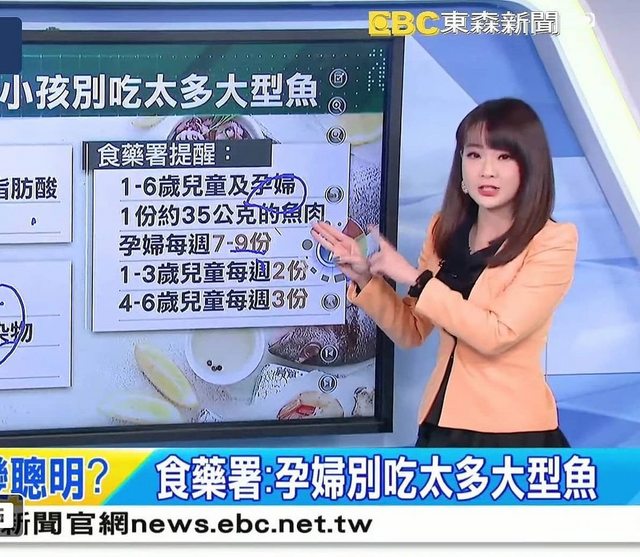 EBC 東森新聞
小孩別吃太多大型魚
脂肪酸
染物
食藥署提醒：
1-6歲兒童及孕婦
1份約35公克的魚肉
孕婦每週7-9份
1-3歲兒童每週2份
4-6歲兒童每週3份
變聰明?
食藥署:孕婦別吃太多大型魚
新聞官網news.ebc.net.tw